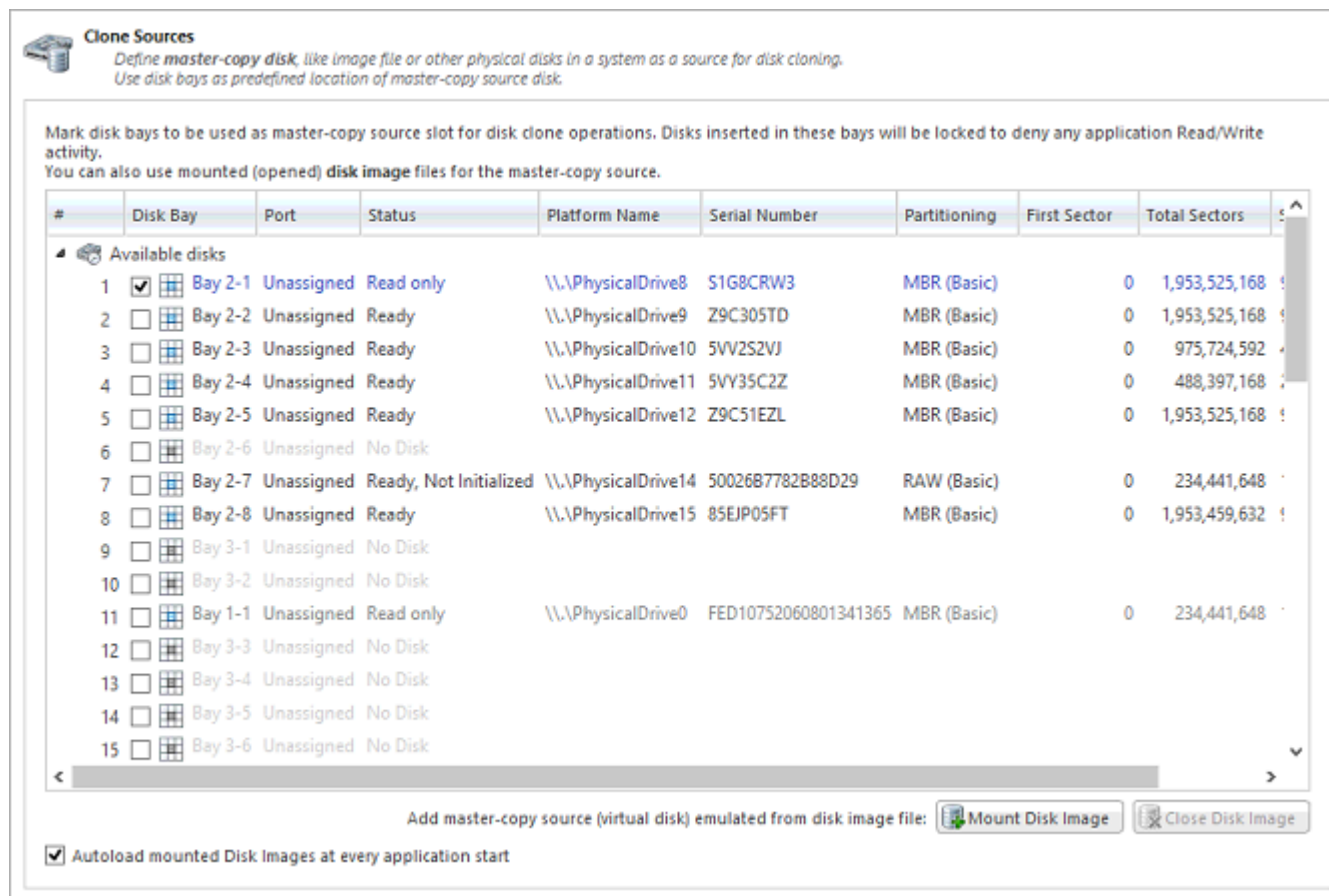 Clone Sources
Define master-copy disk, like image file or other physical disks in a system as a source for disk cloning.
Use disk bays as predefined location of master-copy source disk.
Mark disk bays to be used as master-copy source slot for disk clone operations. Disks inserted in these bays will be locked to deny any application Read/Write
activity.
You can also use mounted (opened) disk image files for the master-copy source.
# Disk Bay Port Status Platform Name Serial Number Partitioning First Sector Total Sectors
Available disks
1 Bay 2-1 Unassigned Read only \\.\PhysicalDrive8 S1G8CRW3 MBR (Basic) 0 1,953,525,168
2 Bay 2-2 Unassigned Ready \\.\PhysicalDrive9 Z9C305TD MBR (Basic) 0 1,953,525,168
3 Bay 2-3 Unassigned Ready \\.\PhysicalDrive10 5VV2S2VJ MBR (Basic) 0 975,724,592
4 Bay 2-4 Unassigned Ready \\.\PhysicalDrive11 5VY35C2Z MBR (Basic) 0 488,397,168
5 Bay 2-5 Unassigned Ready \\.\PhysicalDrive12 Z9C51EZL MBR (Basic) 0 1,953,525,168
6 Bay 2-6 Unassigned No Disk
7 Bay 2-7 Unassigned Ready, Not Initialized \\.\PhysicalDrive14 50026B7782B88D29 RAW (Basic) 0 234,441,648
8 Bay 2-8 Unassigned Ready \\.\PhysicalDrive15 85EJP05FT MBR (Basic) 0 1,953,459,632
9 Bay 3-1 Unassigned No Disk
10 Bay 3-2 Unassigned No Disk
11 Bay 1-1 Unassigned Read only \\.\PhysicalDrive0 FED10752060801341365 MBR (Basic) 0 234,441,648
12 Bay 3-3 Unassigned No Disk
13 Bay 3-4 Unassigned No Disk
14 Bay 3-5 Unassigned No Disk
15 Bay 3-6 Unassigned No Disk
Add master-copy source (virtual disk) emulated from disk image file: Mount Disk Image Close Disk Image
Autoload mounted Disk Images at every application start